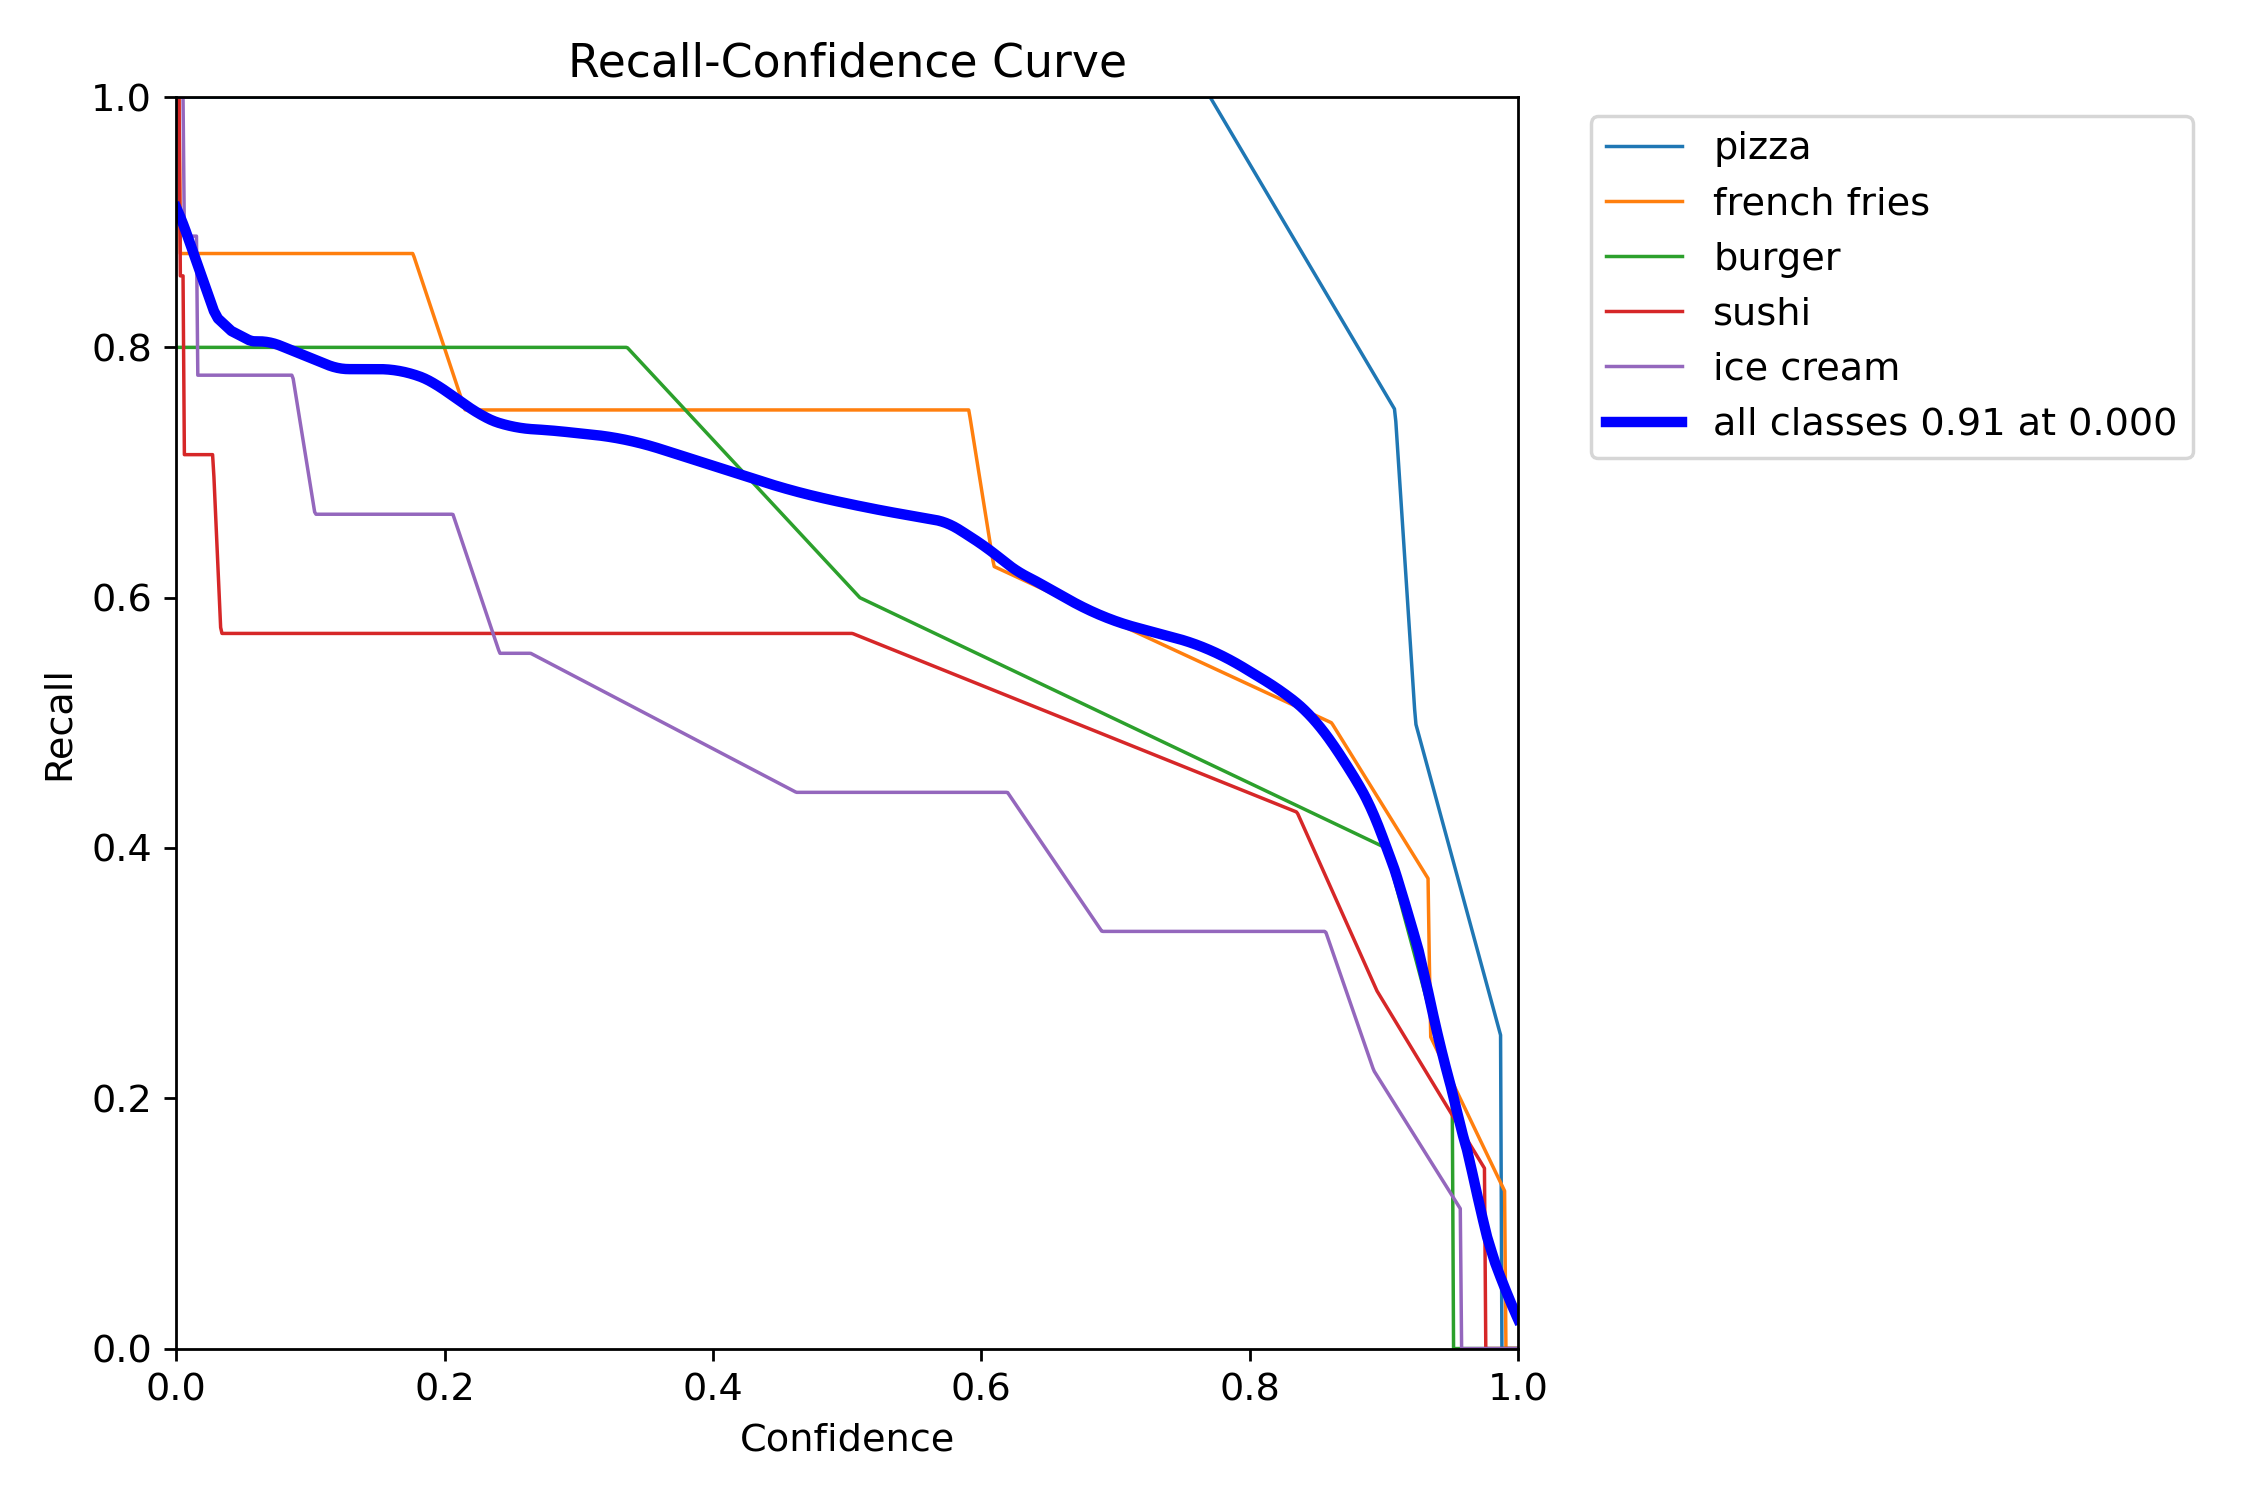 Recall-Confidence Curve
1.0
0.8
0.6
0.4
0.2
0.0
Recall
0.0 0.2 0.4 0.6 0.8 1.0
Confidence
pizza
french fries
burger
sushi
ice cream
all classes 0.91 at 0.000